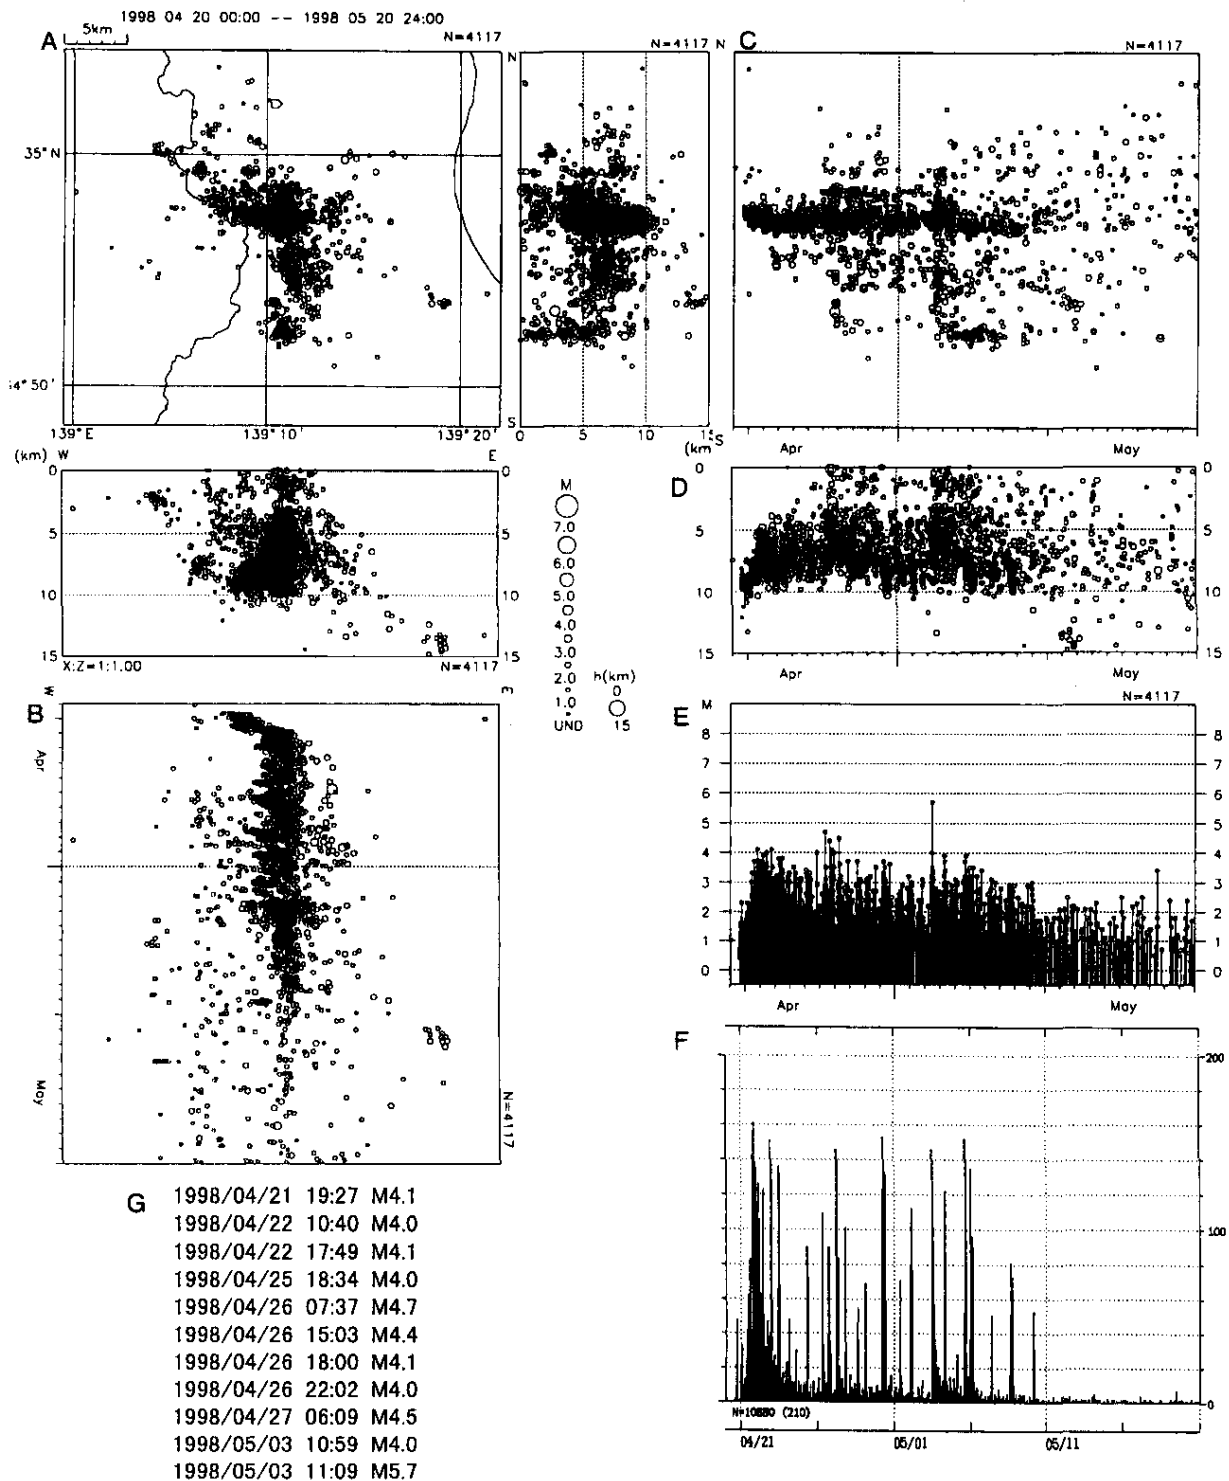 1998 04 20 00:00 -- 1998 05 20 24:00
A
5km
N=4117
N=4117 N
C
N=4117
N
35°N
S
139°E
139°10'
139°20'
0
5
10
15
S
(km)
Apr
May
(km) W
E
0
5
10
15
0
5
10
15
X:Z=1:1.00
N=4117
M
7.0
6.0
5.0
4.0
3.0
2.0
1.0
UND
h(km)
0
15
D
0
5
10
15
Apr
May
B
W
E
Apr
May
N=4117
E
N=4117
M
8
7
6
5
4
3
2
1
0
8
7
6
5
4
3
2
1
0
Apr
May
F
200
100
0
N=10880 (210)
04/21
05/01
05/11
G
1998/04/21 19:27 M4.1
1998/04/22 10:40 M4.0
1998/04/22 17:49 M4.1
1998/04/25 18:34 M4.0
1998/04/26 07:37 M4.7
1998/04/26 15:03 M4.4
1998/04/26 18:00 M4.1
1998/04/26 22:02 M4.0
1998/04/27 06:09 M4.5
1998/05/03 10:59 M4.0
1998/05/03 11:09 M5.7